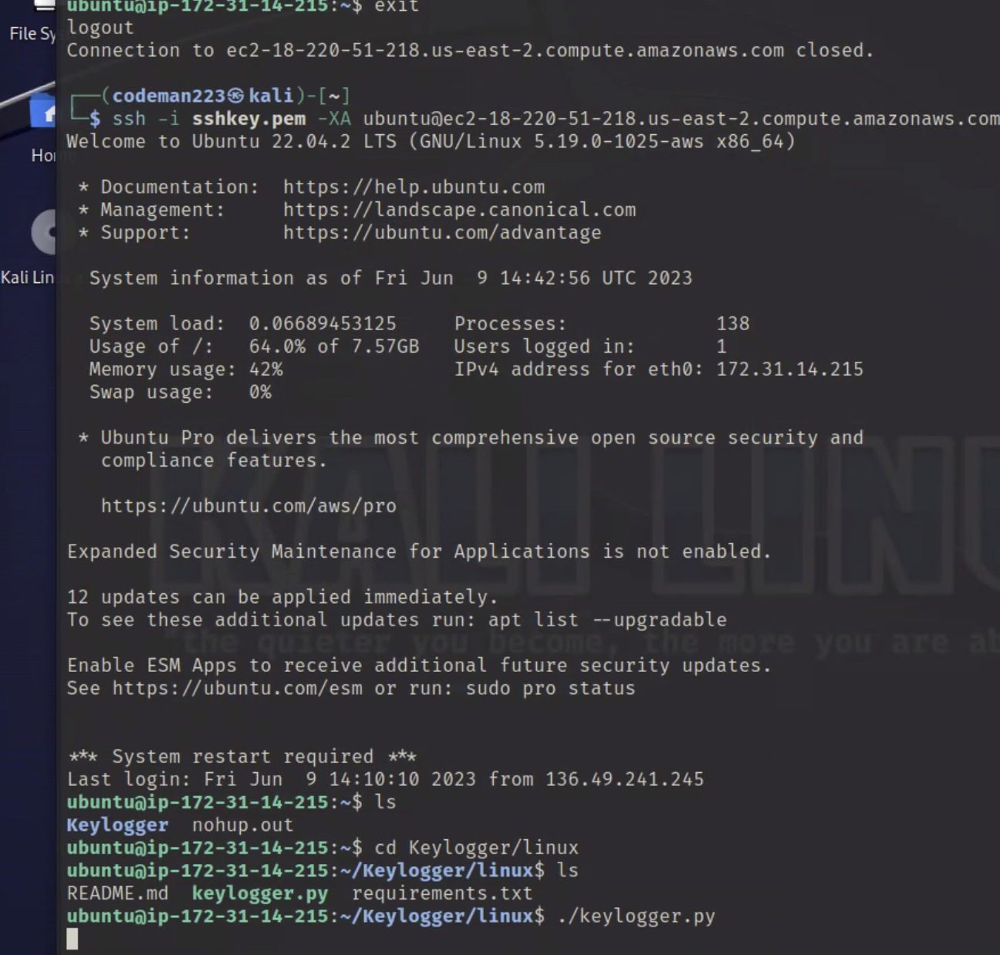 ubuntu@ip-172-31-14-215:~$ exit
File Sy
logout
Connection to ec2-18-220-51-218.us-east-2.compute.amazonaws.com closed.
┌──(codeman223㉿kali)-[~]
└─$ ssh -i sshkey.pem -XA ubuntu@ec2-18-220-51-218.us-east-2.compute.amazonaws.com
Welcome to Ubuntu 22.04.2 LTS (GNU/Linux 5.19.0-1025-aws x86_64)
Ho
* Documentation:  https://help.ubuntu.com
* Management:     https://landscape.canonical.com
* Support:        https://ubuntu.com/advantage
Kali Lin
System information as of Fri Jun  9 14:42:56 UTC 2023
System load:  0.06689453125     Processes:             138
Usage of /:   64.0% of 7.57GB   Users logged in:       1
Memory usage: 42%               IPv4 address for eth0: 172.31.14.215
Swap usage:   0%
* Ubuntu Pro delivers the most comprehensive open source security and
compliance features.
https://ubuntu.com/aws/pro
KALI LINU
Expanded Security Maintenance for Applications is not enabled.
12 updates can be applied immediately.
To see these additional updates run: apt list --upgradable
"the quieter you become, the more you are ab
Enable ESM Apps to receive additional future security updates.
See https://ubuntu.com/esm or run: sudo pro status
*** System restart required ***
Last login: Fri Jun  9 14:10:10 2023 from 136.49.241.245
ubuntu@ip-172-31-14-215:~$ ls
Keylogger  nohup.out
ubuntu@ip-172-31-14-215:~$ cd Keylogger/linux
ubuntu@ip-172-31-14-215:~/Keylogger/linux$ ls
README.md  keylogger.py  requirements.txt
ubuntu@ip-172-31-14-215:~/Keylogger/linux$ ./keylogger.py